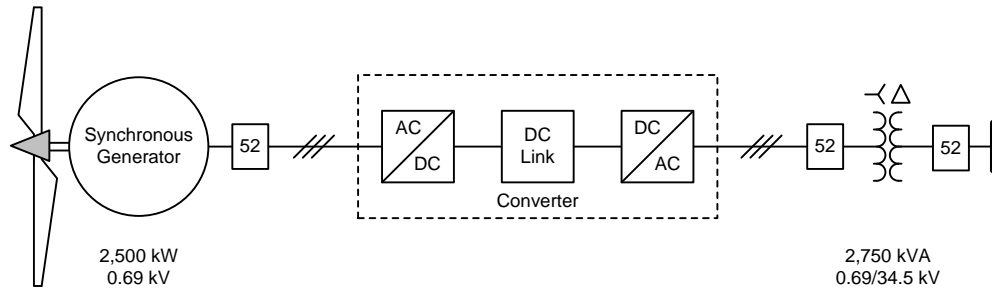 Synchronous
Generator
52
AC
DC
DC
Link
DC
AC
Converter
52
52
2,500 kW
0.69 kV
2,750 kVA
0.69/34.5 kV